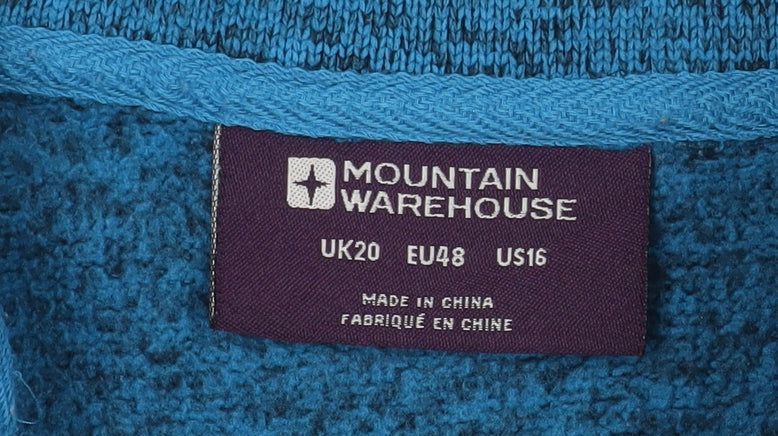 MOUNTAIN
WAREHOUSE
UK20 EU48 US16
MADE IN CHINA
FABRIQUÉ EN CHINE